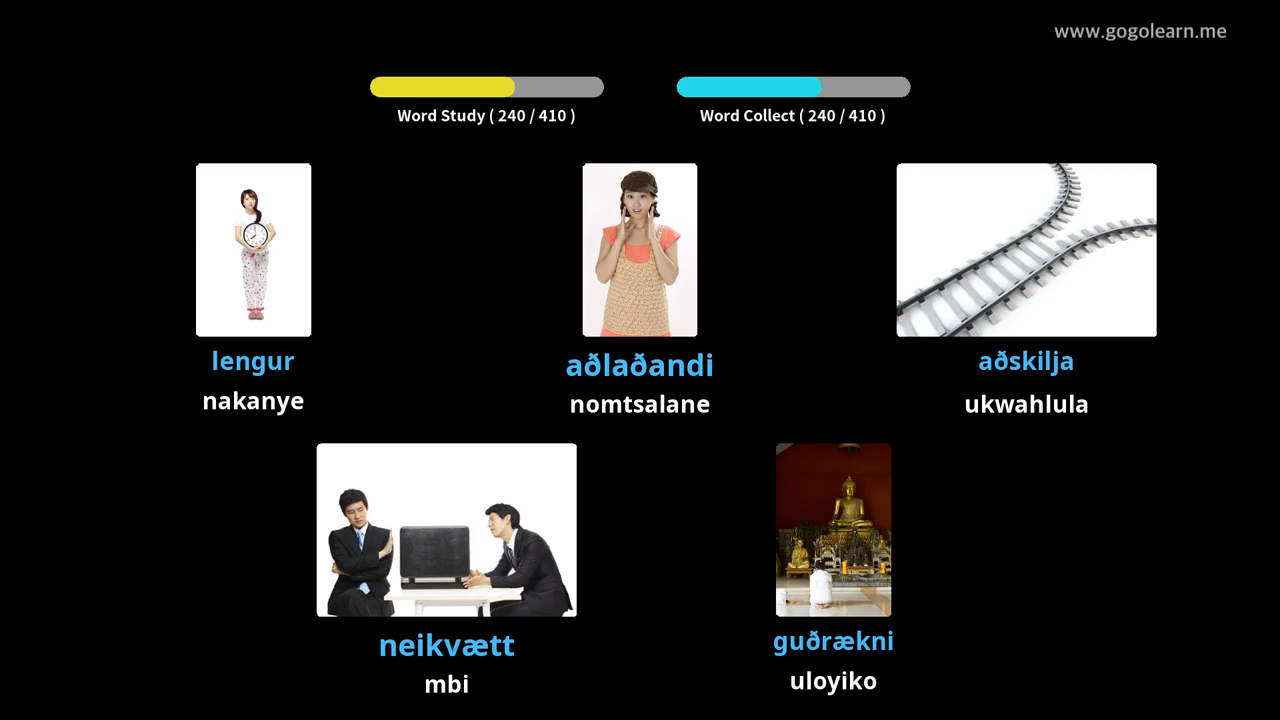 www.gogolearn.me
Word Study ( 240 / 410 )
Word Collect ( 240 / 410 )
lengur
nakanye
aðlaðandi
nomtsalane
aðskilja
ukwahlula
neikvætt
mbi
guðrækni
uloyiko